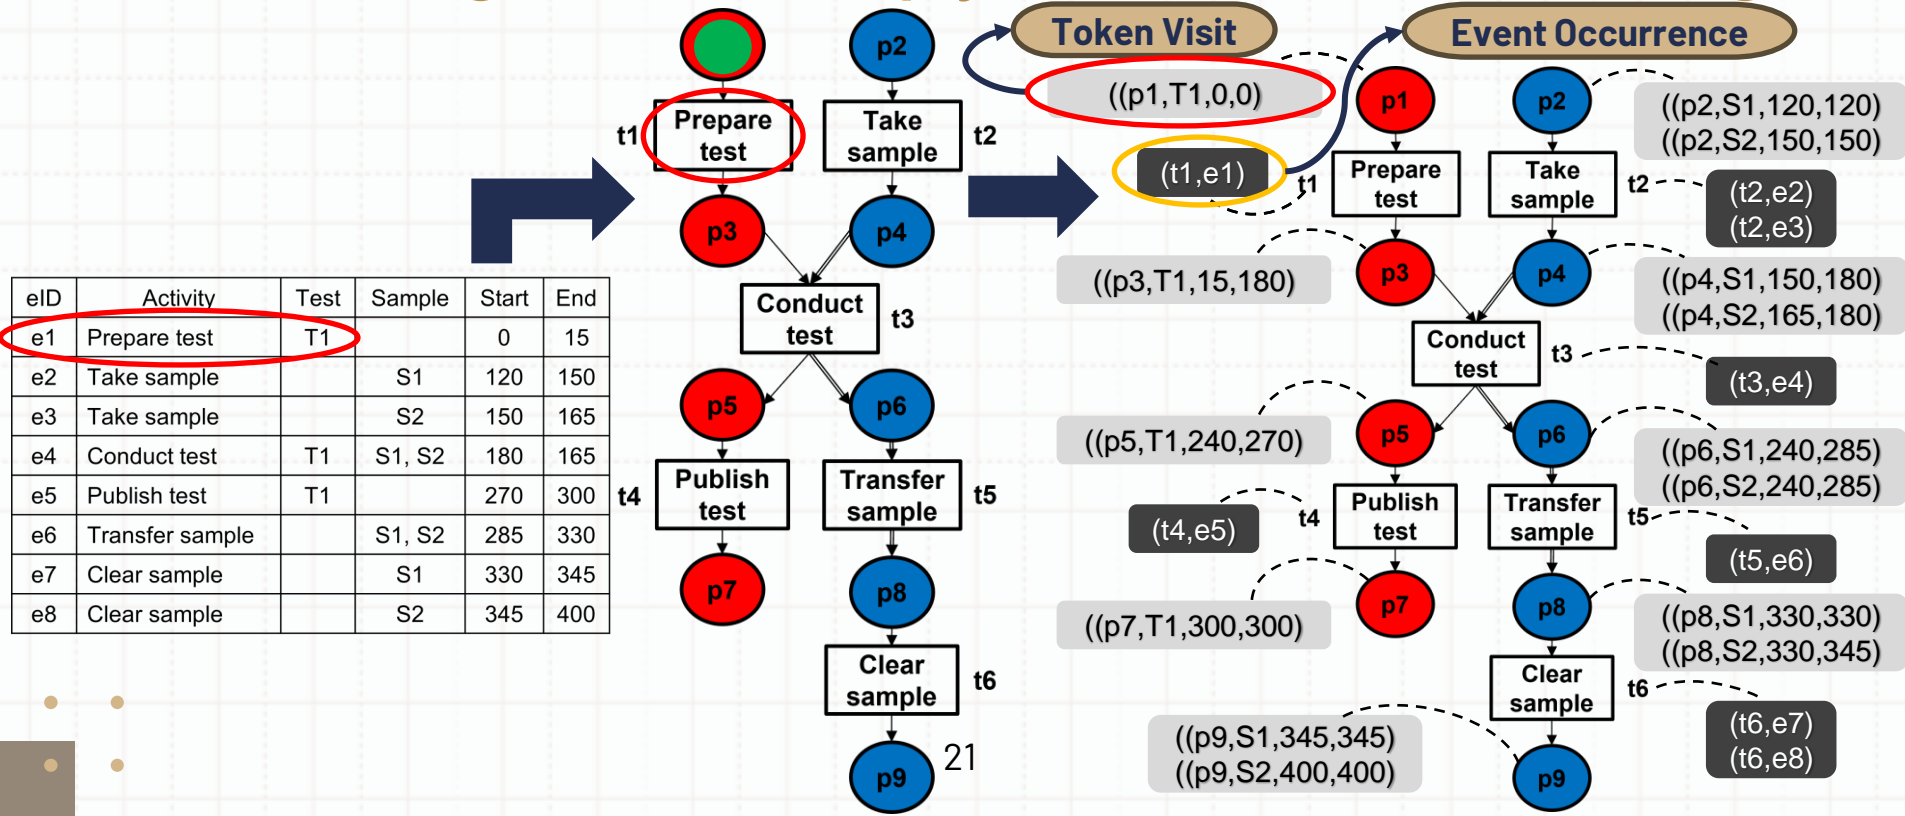 eID Activity Test Sample Start End
e1 Prepare test T1 0 15
e2 Take sample S1 120 150
e3 Take sample S2 150 165
e4 Conduct test T1 S1, S2 180 165
e5 Publish test T1 270 300
e6 Transfer sample S1, S2 285 330
e7 Clear sample S1 330 345
e8 Clear sample S2 345 400
p2
t1
Prepare
test
Take
sample
t2
p3
p4
Conduct
test
t3
p5
p6
t4
Publish
test
Transfer
sample
t5
p7
p8
Clear
sample
t6
p9
21
Token Visit
Event Occurrence
((p1,T1,0,0)
p1
p2
((p2,S1,120,120)
((p2,S2,150,150)
(t1,e1)
t1
Prepare
test
Take
sample
t2
(t2,e2)
(t2,e3)
((p3,T1,15,180)
p3
p4
((p4,S1,150,180)
((p4,S2,165,180)
Conduct
test
t3
(t3,e4)
((p5,T1,240,270)
p5
p6
((p6,S1,240,285)
((p6,S2,240,285)
(t4,e5)
t4
Publish
test
Transfer
sample
t5
(t5,e6)
((p7,T1,300,300)
p7
p8
((p8,S1,330,330)
((p8,S2,330,345)
Clear
sample
t6
(t6,e7)
(t6,e8)
((p9,S1,345,345)
((p9,S2,400,400)
p9